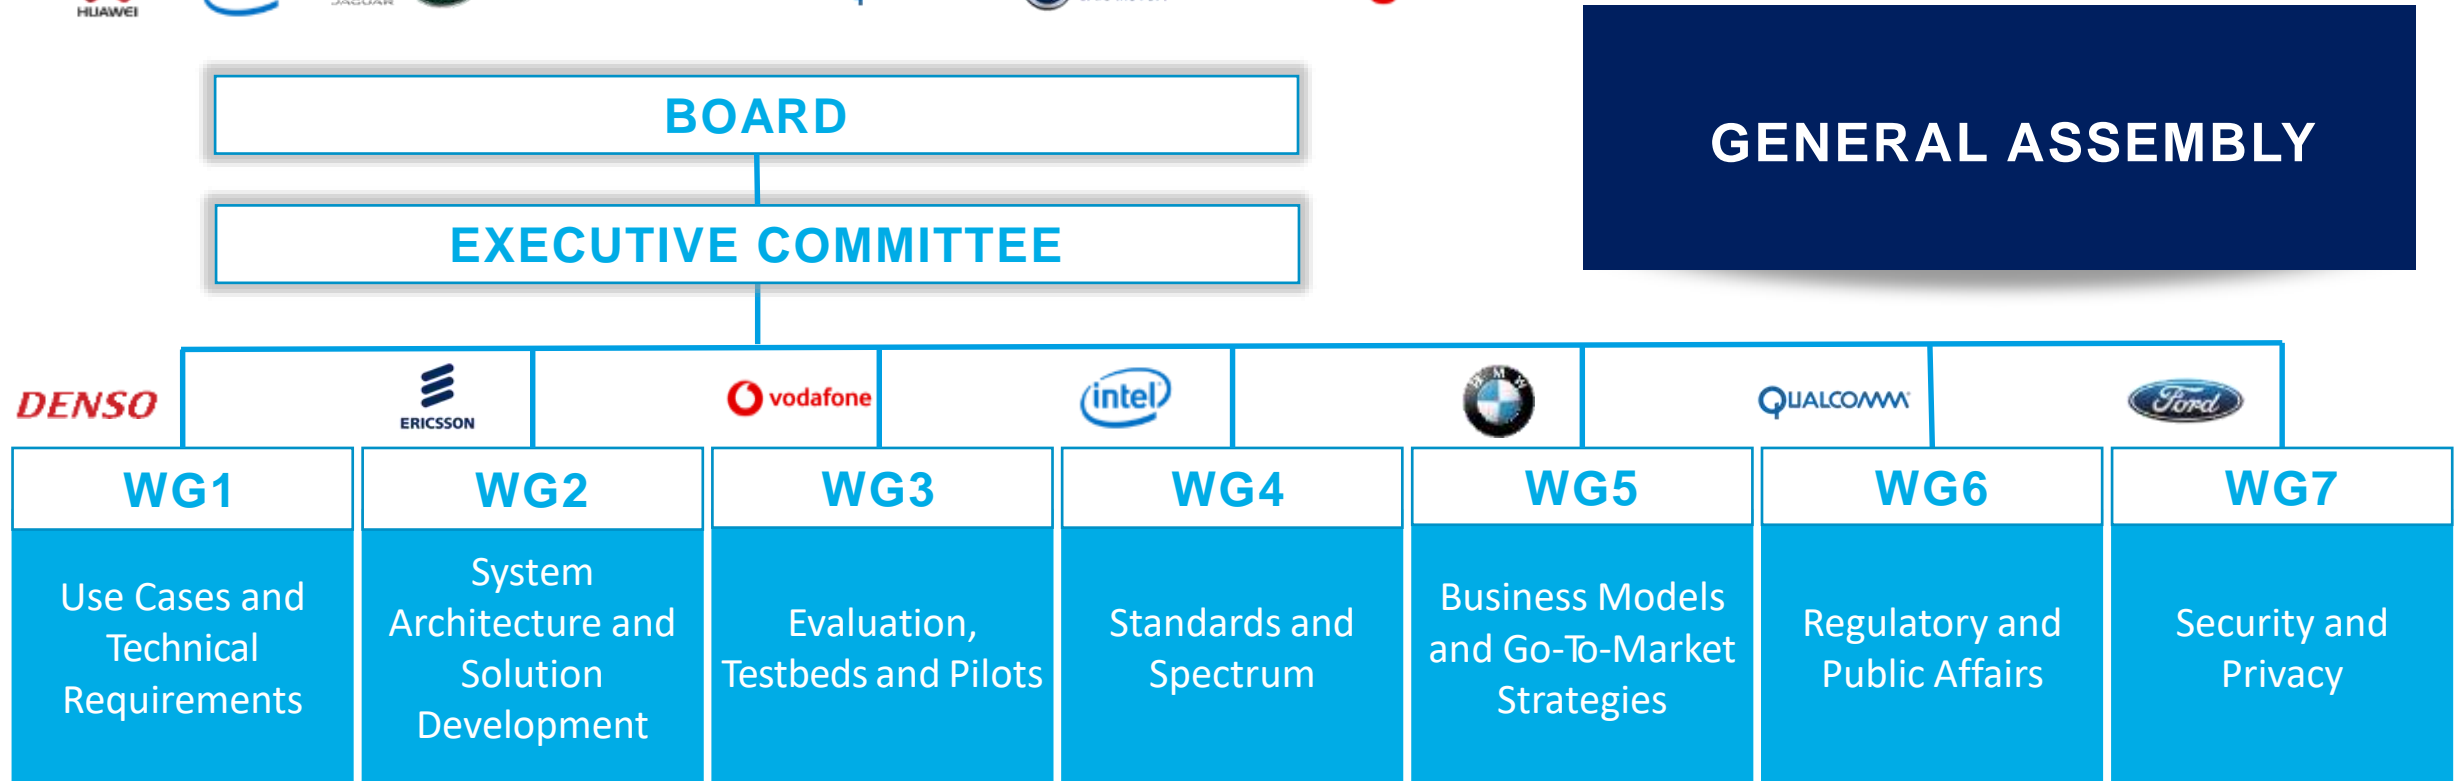 HUAWEI
JAGUAR
BOARD
GENERAL ASSEMBLY
EXECUTIVE COMMITTEE
DENSO
ERICSSON
vodafone
intel
BMW
QUALCOMM
Ford
WG1
WG2
WG3
WG4
WG5
WG6
WG7
Use Cases and
Technical
Requirements
System
Architecture and
Solution
Development
Evaluation,
Testbeds and Pilots
Standards and
Spectrum
Business Models
and Go-To-Market
Strategies
Regulatory and
Public Affairs
Security and
Privacy